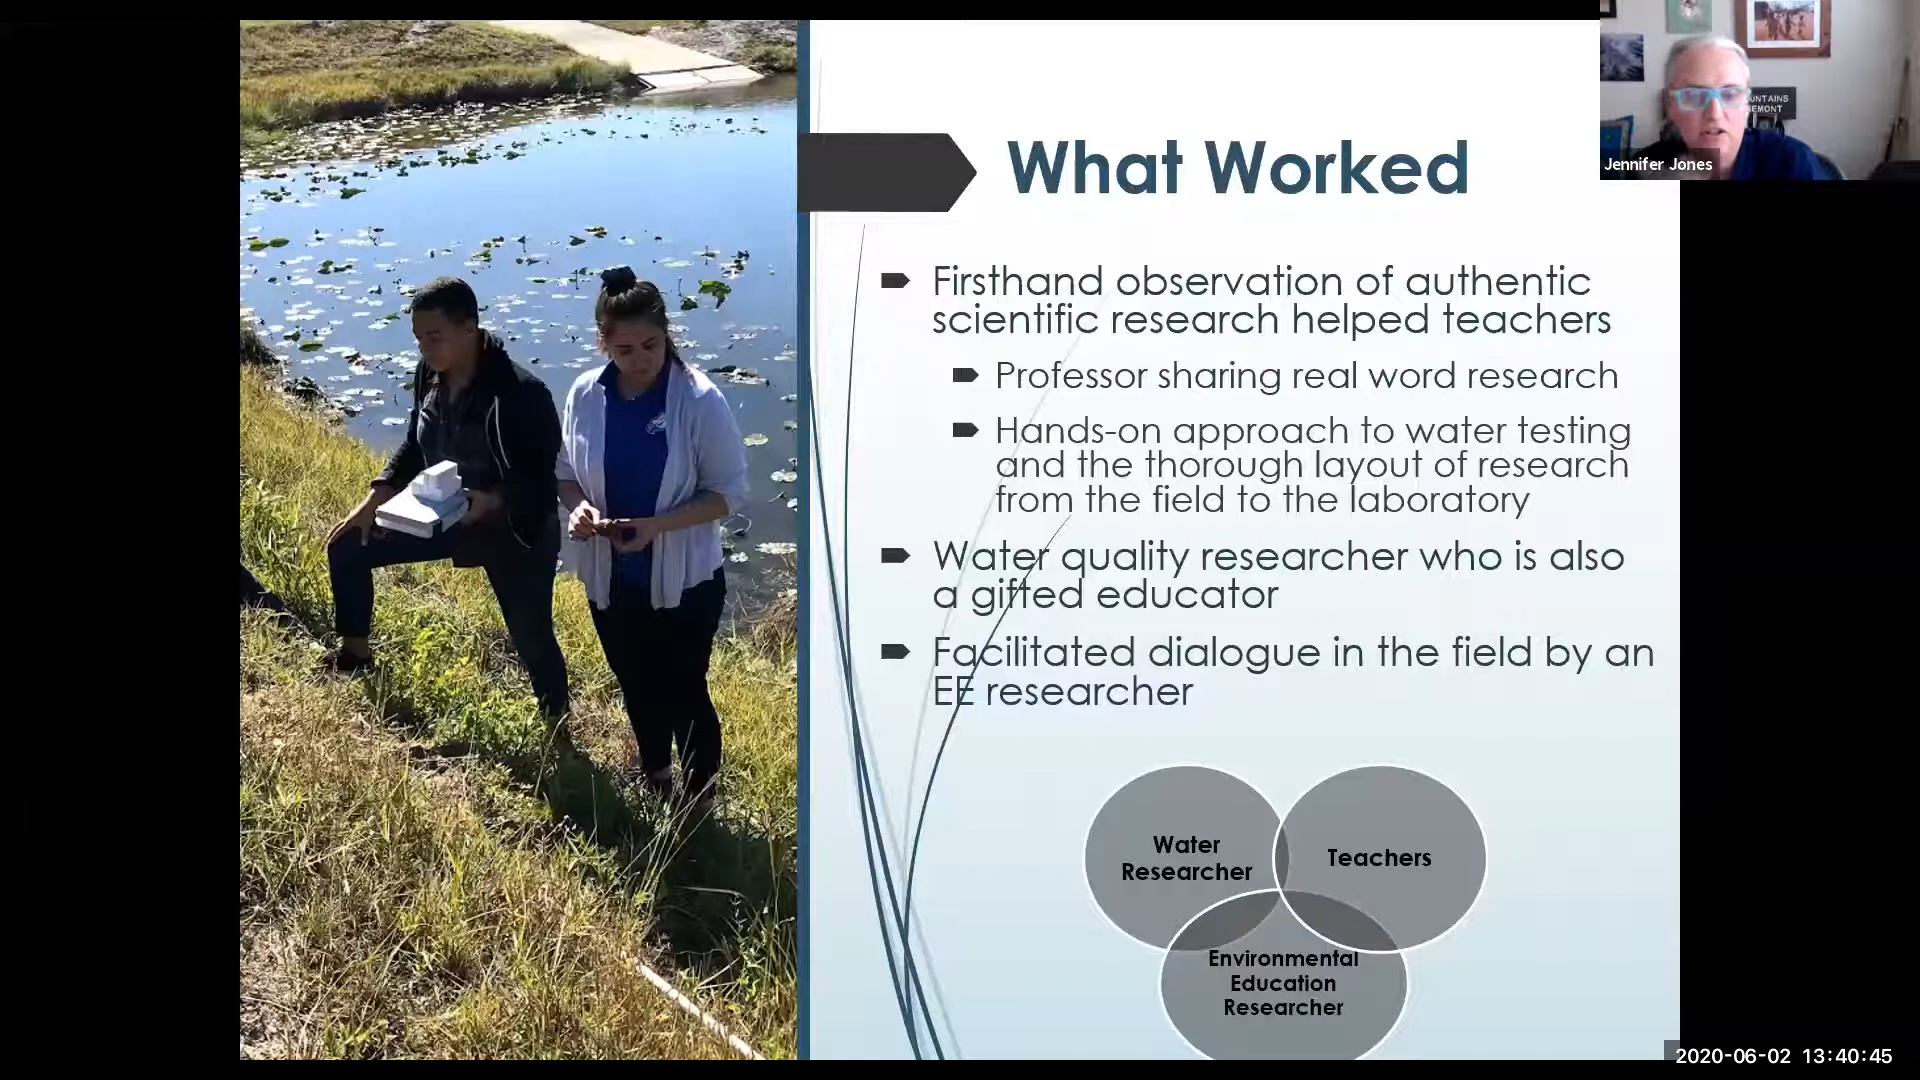 What Worked
Firsthand observation of authentic
scientific research helped teachers
Professor sharing real word research
Hands-on approach to water testing
and the thorough layout of research
from the field to the laboratory
Water quality researcher who is also
a gifted educator
Facilitated dialogue in the field by an
EE researcher
Water
Researcher
Teachers
Environmental
Education
Researcher
UNTAINS
EMONT
Jennifer Jones
2020-06-02 13:40:45